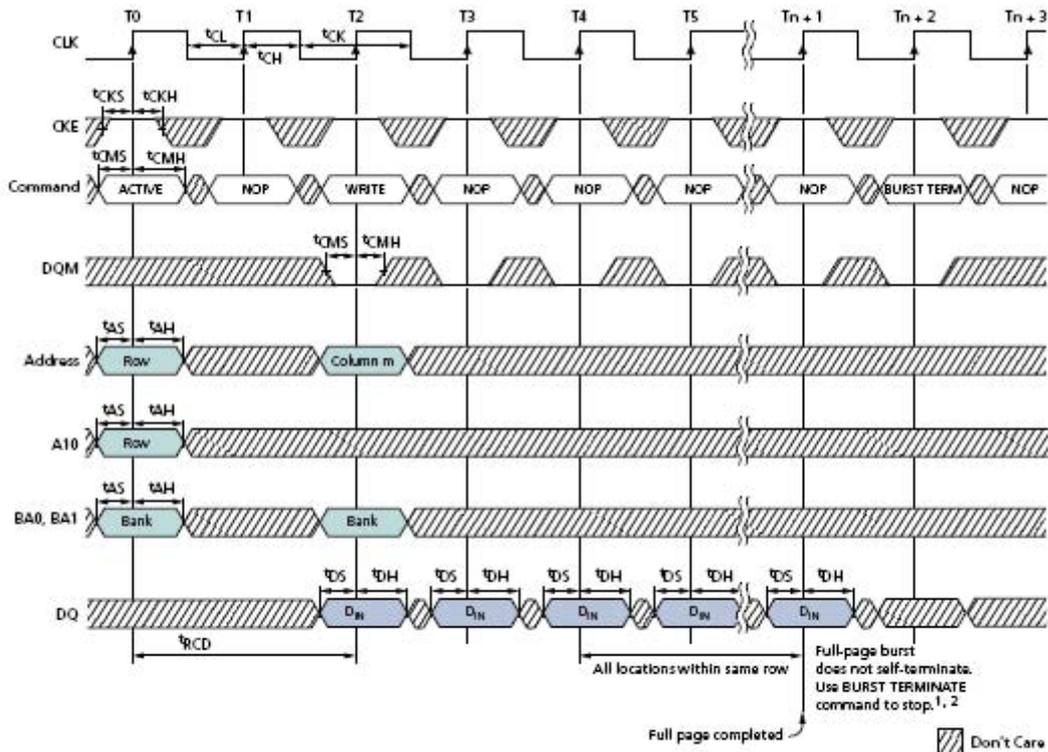 T0 T1 T2 T3 T4 T5 Tn + 1 Tn + 2 Tn + 3
CLK
tCL tCK
tCH
tCKS tCKH
CKE
tCMS tCMH
Command ACTIVE NOP WRITE NOP NOP NOP NOP BURST TERM NOP
tCMS tCMH
DQM
tAS tAH
Address Row Column m
tAS tAH
A10 Row
tAS tAH
BA0, BA1 Bank Bank
tDS tDH tDS tDH tDS tDH tDS tDH tDS tDH
DQ DIN DIN DIN DIN DIN
tRCD
All locations within same row
Full-page burst
does not self-terminate.
Use BURST TERMINATE
command to stop.1, 2
Full page completed
Don't Care